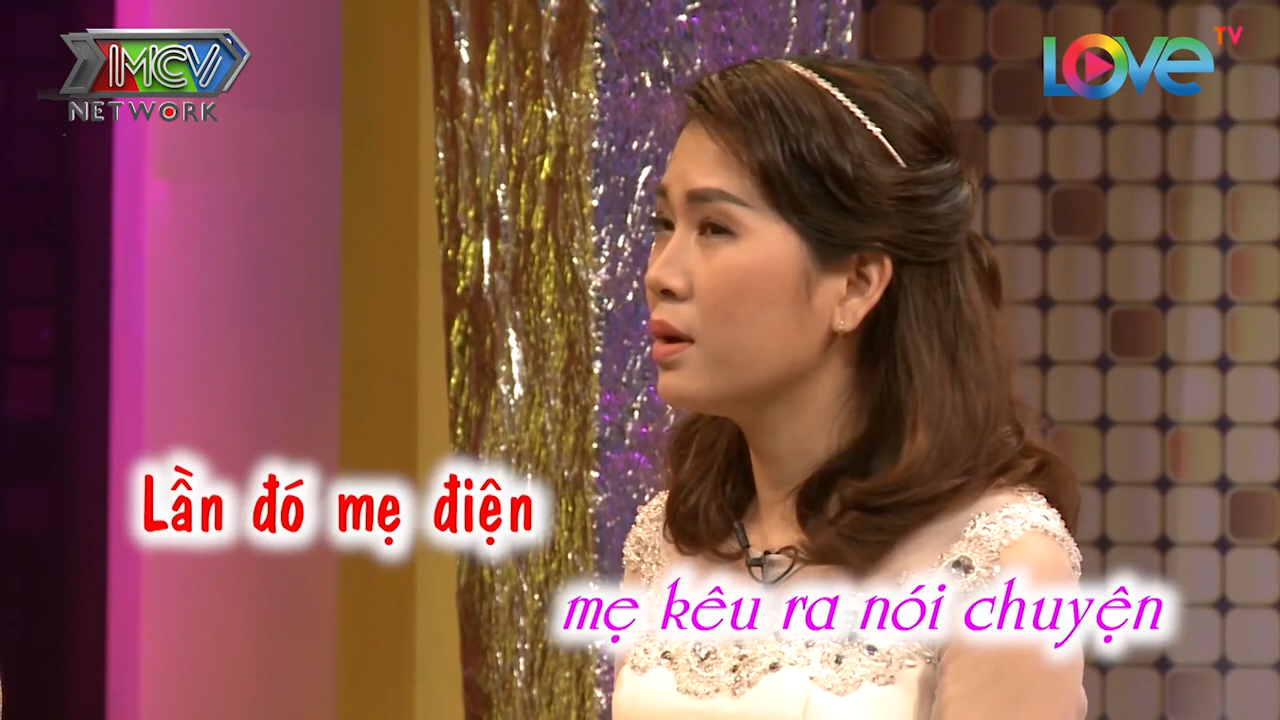 MCV
NETWORK
LOVE TV
Lần đó mẹ điện
mẹ kêu ra nói chuyện